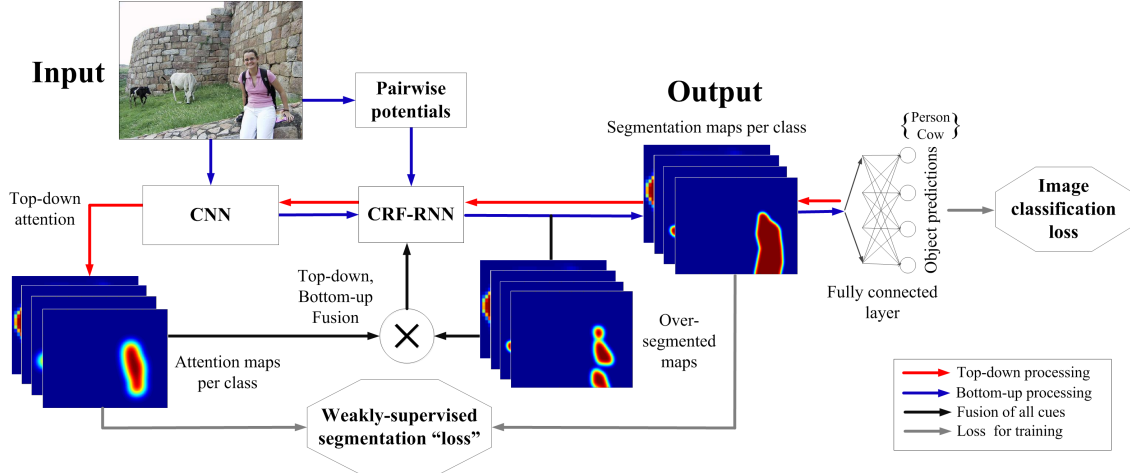 Input
Pairwise
potentials
Output
Segmentation maps per class
{ Person
Cow }
Top-down
attention
CNN
CRF-RNN
Object predictions
Image
classification
loss
Top-down,
Bottom-up
Fusion
Fully connected
layer
Over-
segmented
maps
Attention maps
per class
Weakly-supervised
segmentation “loss”
Top-down processing
Bottom-up processing
Fusion of all cues
Loss for training